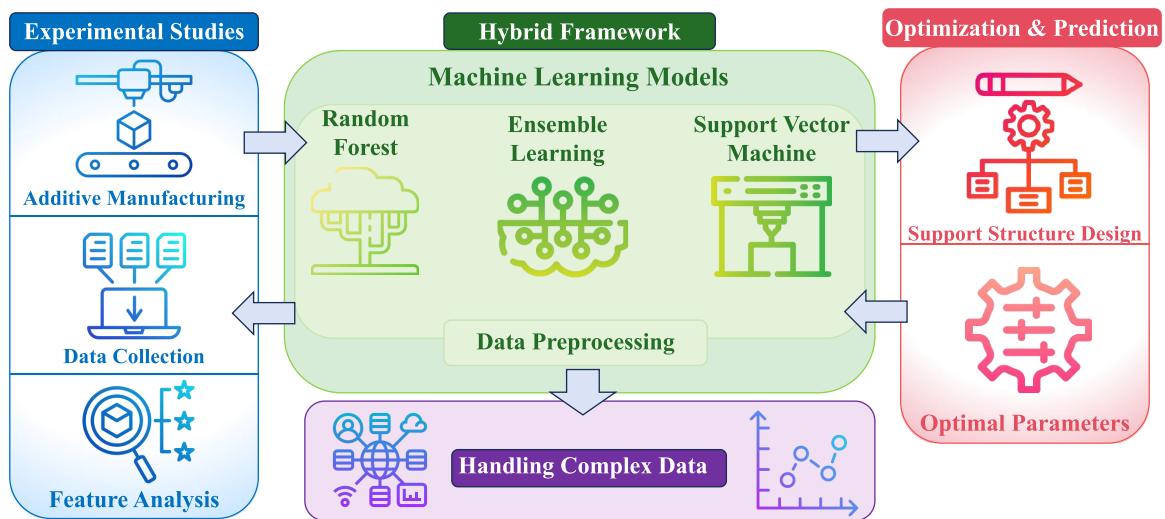 Experimental Studies
Additive Manufacturing
Data Collection
Feature Analysis
Hybrid Framework
Machine Learning Models
Random
Forest
Ensemble
Learning
Support Vector
Machine
Data Preprocessing
Handling Complex Data
Optimization & Prediction
Support Structure Design
Optimal Parameters